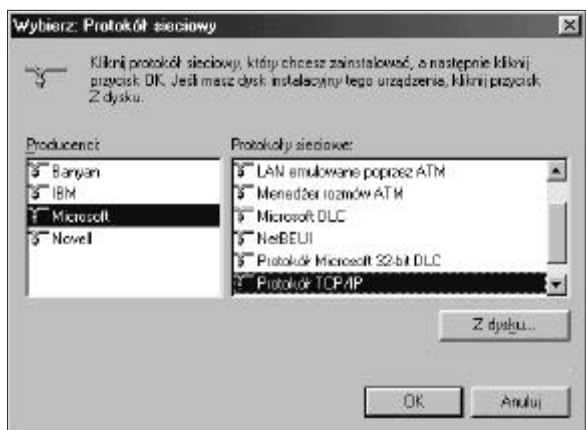 Wybierz: Protokół sieciowy
Kliknij protokół sieciowy, który chcesz zainstalować, a następnie kliknij
przycisk OK. Jeśli masz dysk instalacyjny tego urządzenia, kliknij przycisk
Z dysku.
Producenci:
Banyan
IBM
Microsoft
Novell
Protokoły sieciowe:
LAN emulowane poprzez ATM
Menedżer rozmów ATM
Microsoft DLC
NetBEUI
Protokół Microsoft 32-bit DLC
Protokół TCP/IP
Z dysku...
OK
Anuluj